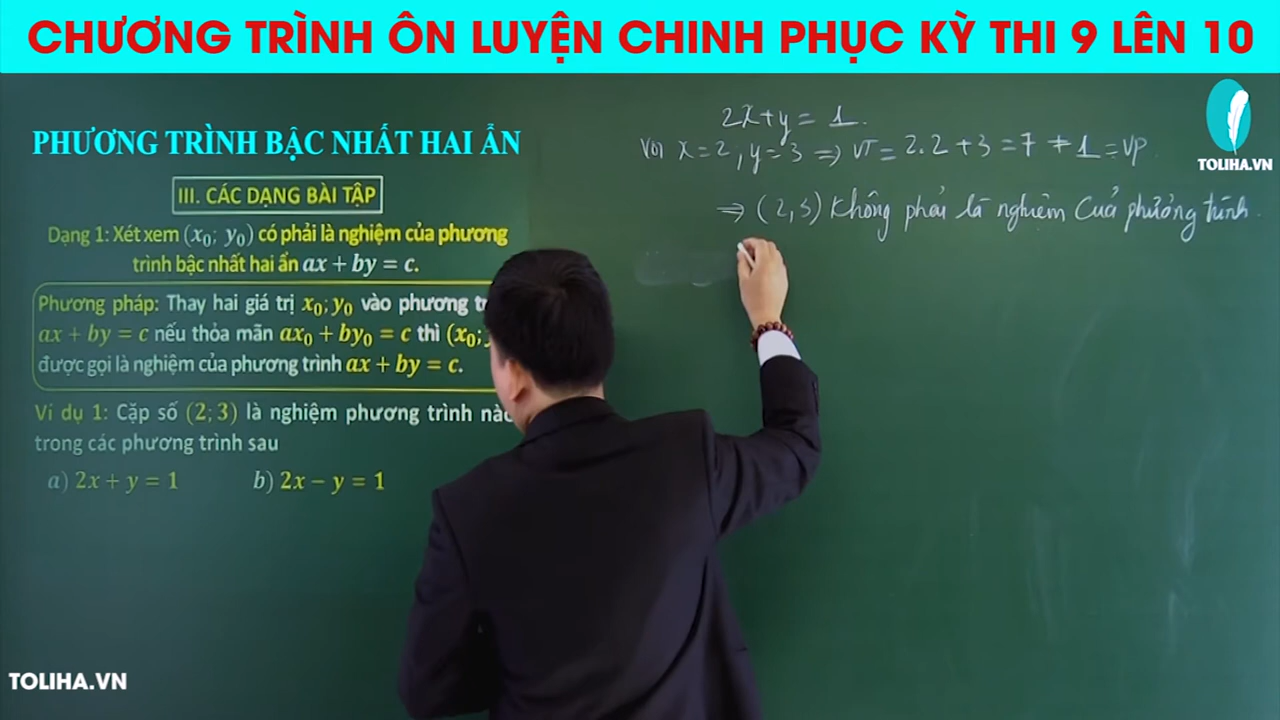 CHƯƠNG TRÌNH ÔN LUYỆN CHINH PHỤC KỲ THI 9 LÊN 10
TOLIHA.VN
PHƯƠNG TRÌNH BẬC NHẤT HAI ẨN
III. CÁC DẠNG BÀI TẬP
Dạng 1: Xét xem (x₀; y₀) có phải là nghiệm của phương
trình bậc nhất hai ẩn ax + by = c.
Phương pháp: Thay hai giá trị x₀; y₀ vào phương tr
ax + by = c nếu thỏa mãn ax₀ + by₀ = c thì (x₀;
được gọi là nghiệm của phương trình ax + by = c.
Ví dụ 1: Cặp số (2; 3) là nghiệm phương trình nào
trong các phương trình sau
a) 2x + y = 1 b) 2x − y = 1
2x+y = 1.
Với x=2, y=3 ⇒ VT = 2.2+3 = 7 ≠ 1 = VP.
⇒ (2,3) Không phải là nghiệm của phương trình.
TOLIHA.VN